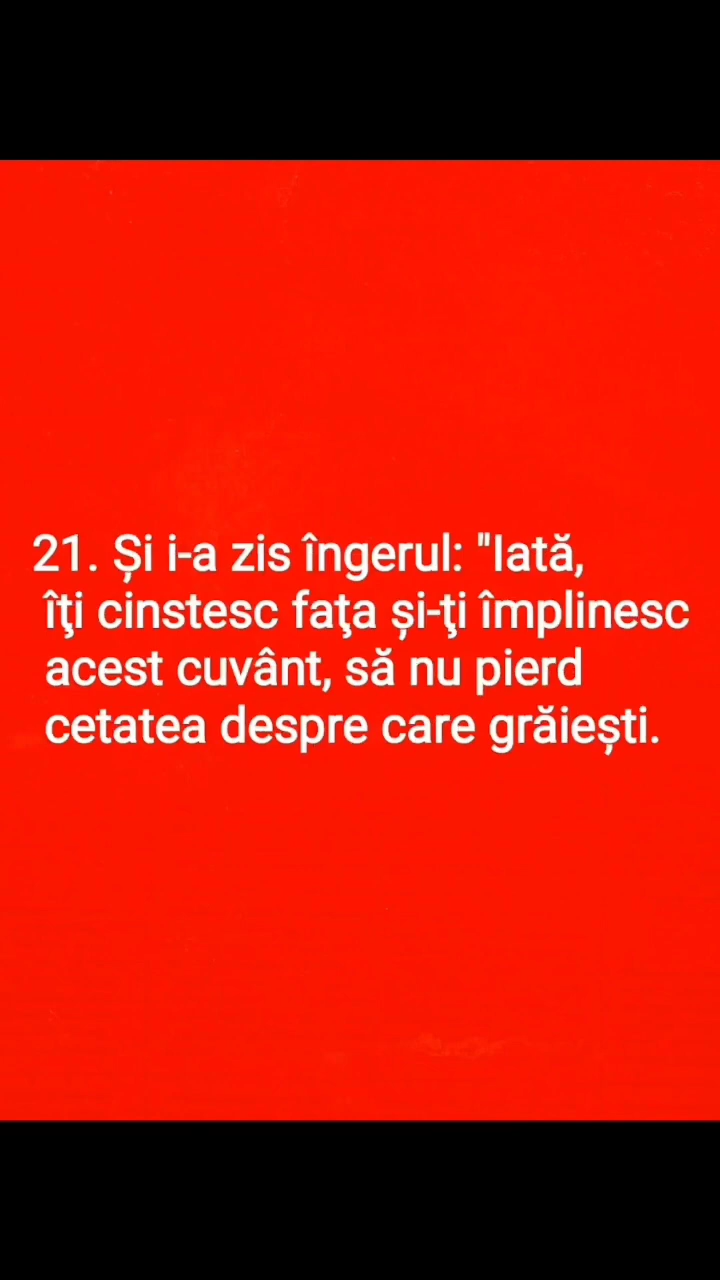 21. Și i-a zis îngerul: "Iată,
îţi cinstesc faţa și-ţi împlinesc
acest cuvânt, să nu pierd
cetatea despre care grăiești.